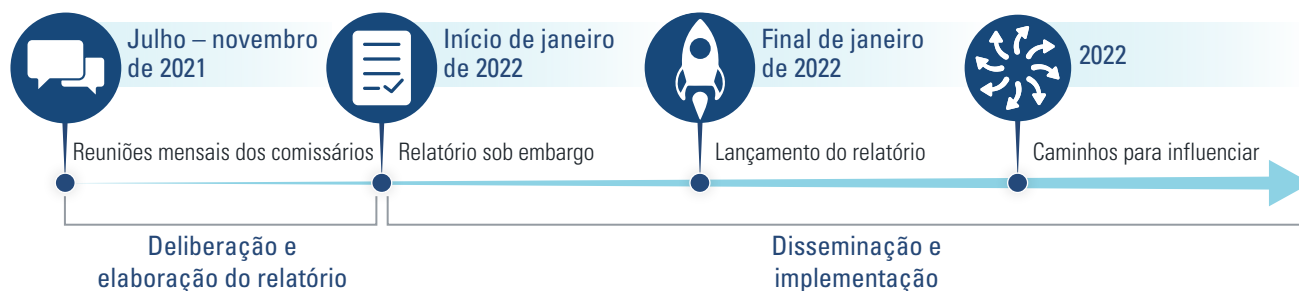 Julho – novembro
de 2021
Início de janeiro
de 2022
Final de janeiro
de 2022
2022
Reuniões mensais dos comissários
Relatório sob embargo
Lançamento do relatório
Caminhos para influenciar
Deliberação e
elaboração do relatório
Disseminação e
implementação